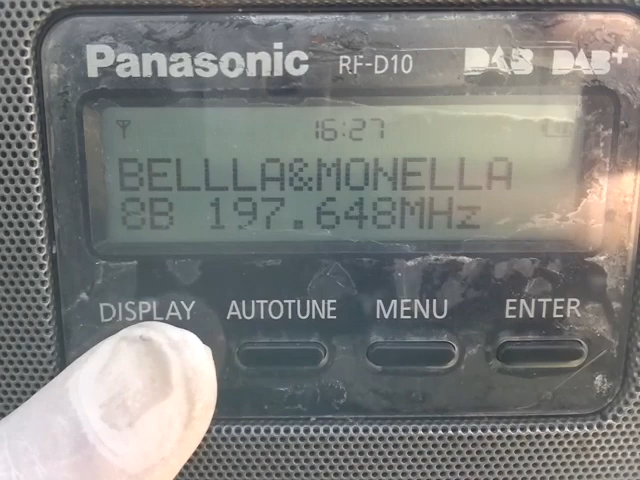 Panasonic RF-D10 DAB DAB+
16:27
BELLLA&MONELLA
8B 197.648MHz
DISPLAY AUTOTUNE MENU ENTER